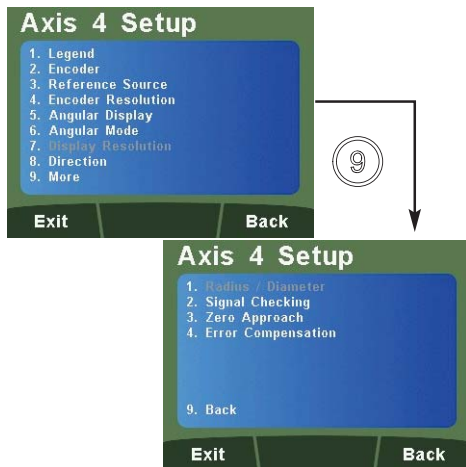 Axis 4 Setup
1. Legend
2. Encoder
3. Reference Source
4. Encoder Resolution
5. Angular Display
6. Angular Mode
7. Display Resolution
8. Direction
9. More
Exit Back
9
Axis 4 Setup
1. Radius / Diameter
2. Signal Checking
3. Zero Approach
4. Error Compensation
9. Back
Exit Back